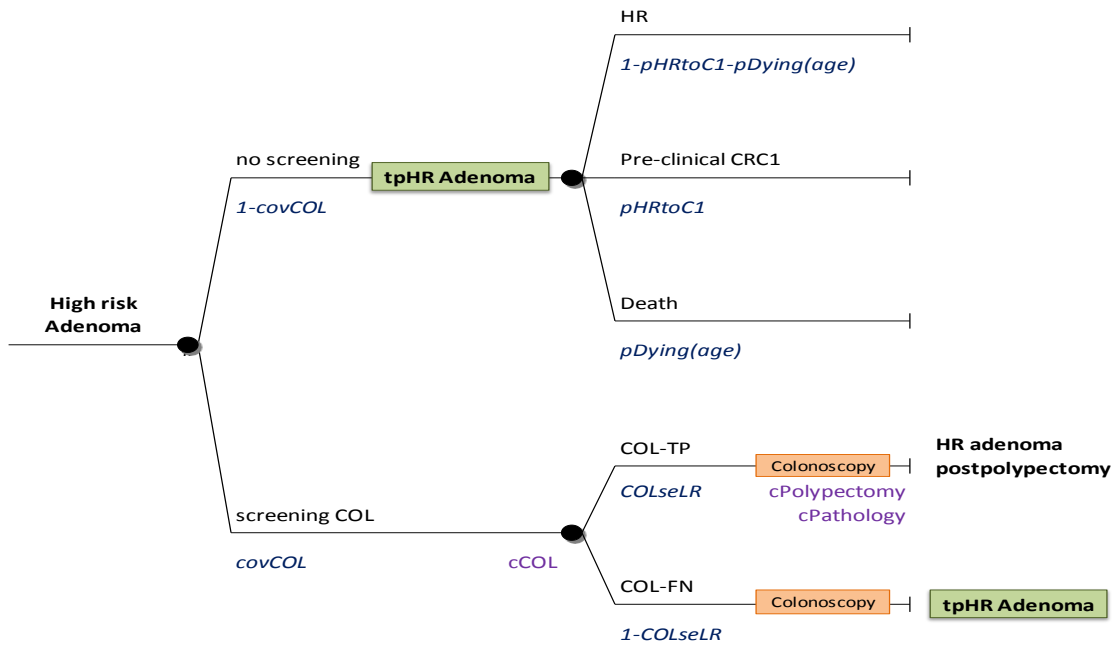 HR
1-pHRtoC1-pDying(age)
no screening
tpHR Adenoma
1-covCOL
Pre-clinical CRC1
pHRtoC1
High risk
Adenoma
Death
pDying(age)
COL-TP
Colonoscopy
HR adenoma
postpolypectomy
COLseLR
cPolypectomy
cPathology
screening COL
covCOL
cCOL
COL-FN
Colonoscopy
tpHR Adenoma
1-COLseLR